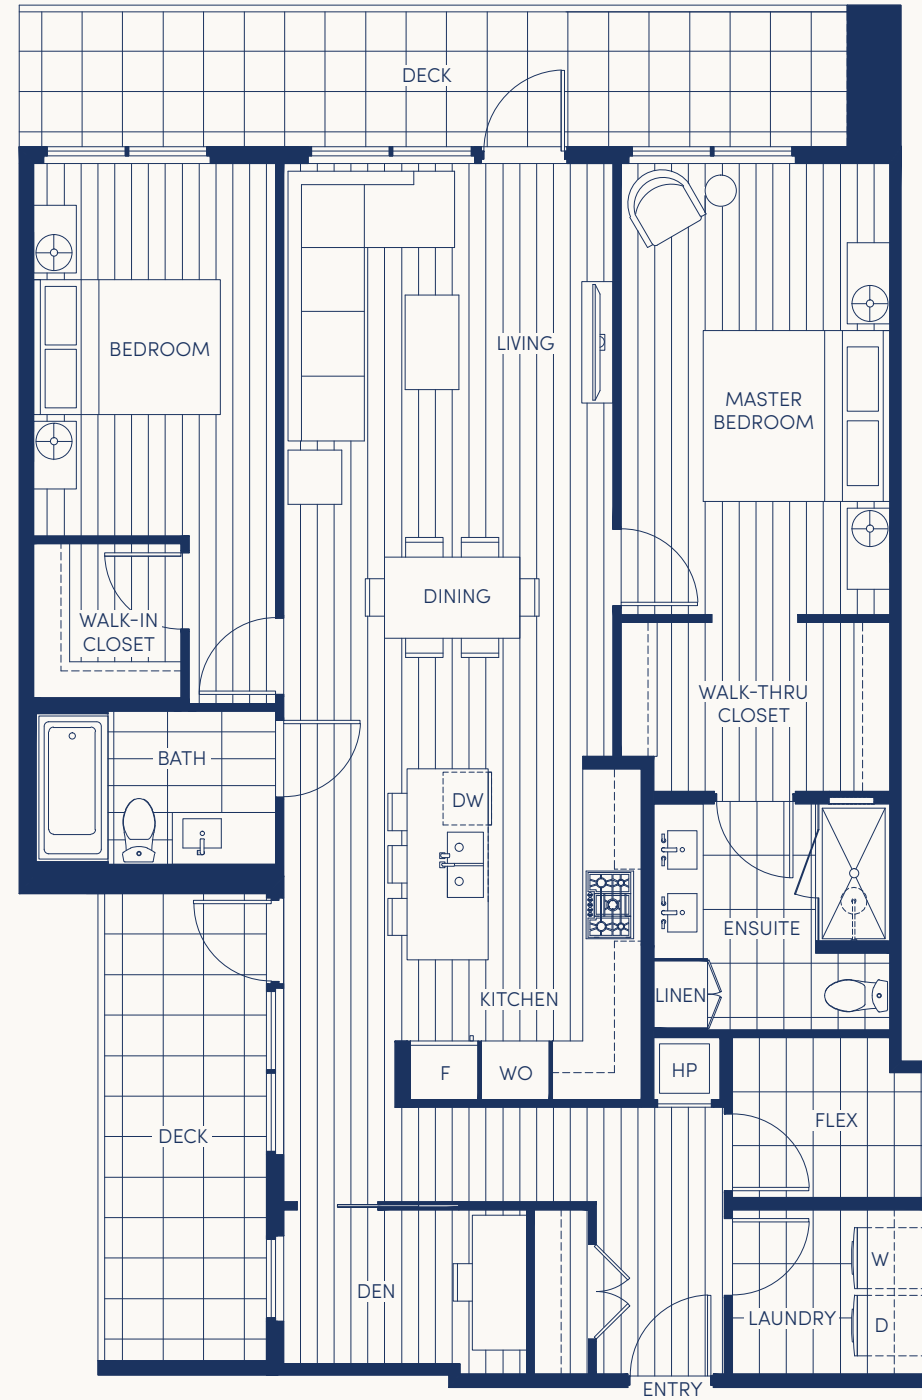 DECK
BEDROOM
LIVING
MASTER
BEDROOM
DINING
WALK-IN
CLOSET
WALK-THRU
CLOSET
BATH
DW
ENSUITE
LINEN
KITCHEN
F
WO
HP
FLEX
DECK
W
DEN
LAUNDRY
D
ENTRY